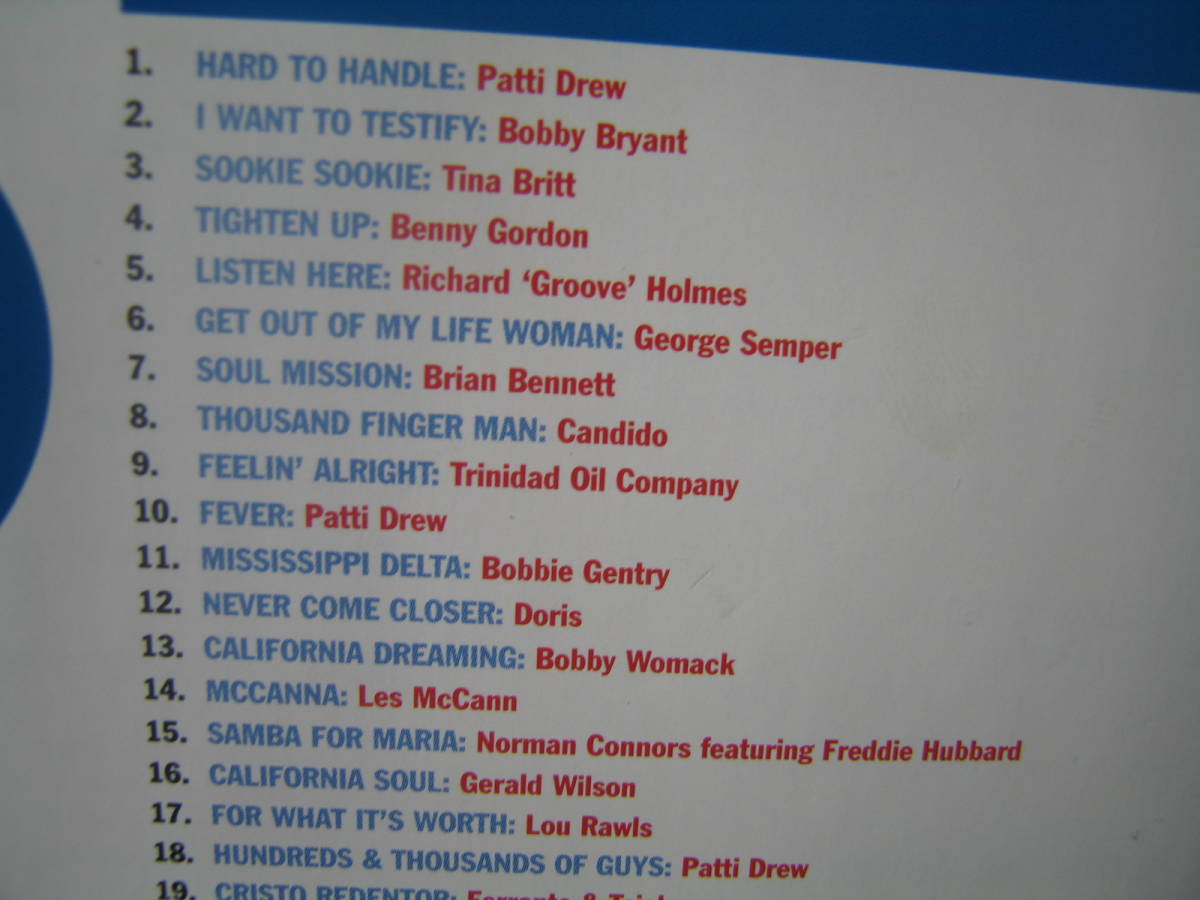 1. HARD TO HANDLE: Patti Drew
2. I WANT TO TESTIFY: Bobby Bryant
3. SOOKIE SOOKIE: Tina Britt
4. TIGHTEN UP: Benny Gordon
5. LISTEN HERE: Richard ‘Groove’ Holmes
6. GET OUT OF MY LIFE WOMAN: George Semper
7. SOUL MISSION: Brian Bennett
8. THOUSAND FINGER MAN: Candido
9. FEELIN’ ALRIGHT: Trinidad Oil Company
10. FEVER: Patti Drew
11. MISSISSIPPI DELTA: Bobbie Gentry
12. NEVER COME CLOSER: Doris
13. CALIFORNIA DREAMING: Bobby Womack
14. MCCANNA: Les McCann
15. SAMBA FOR MARIA: Norman Connors featuring Freddie Hubbard
16. CALIFORNIA SOUL: Gerald Wilson
17. FOR WHAT IT’S WORTH: Lou Rawls
18. HUNDREDS & THOUSANDS OF GUYS: Patti Drew
19. CRISTO REDENTOR: